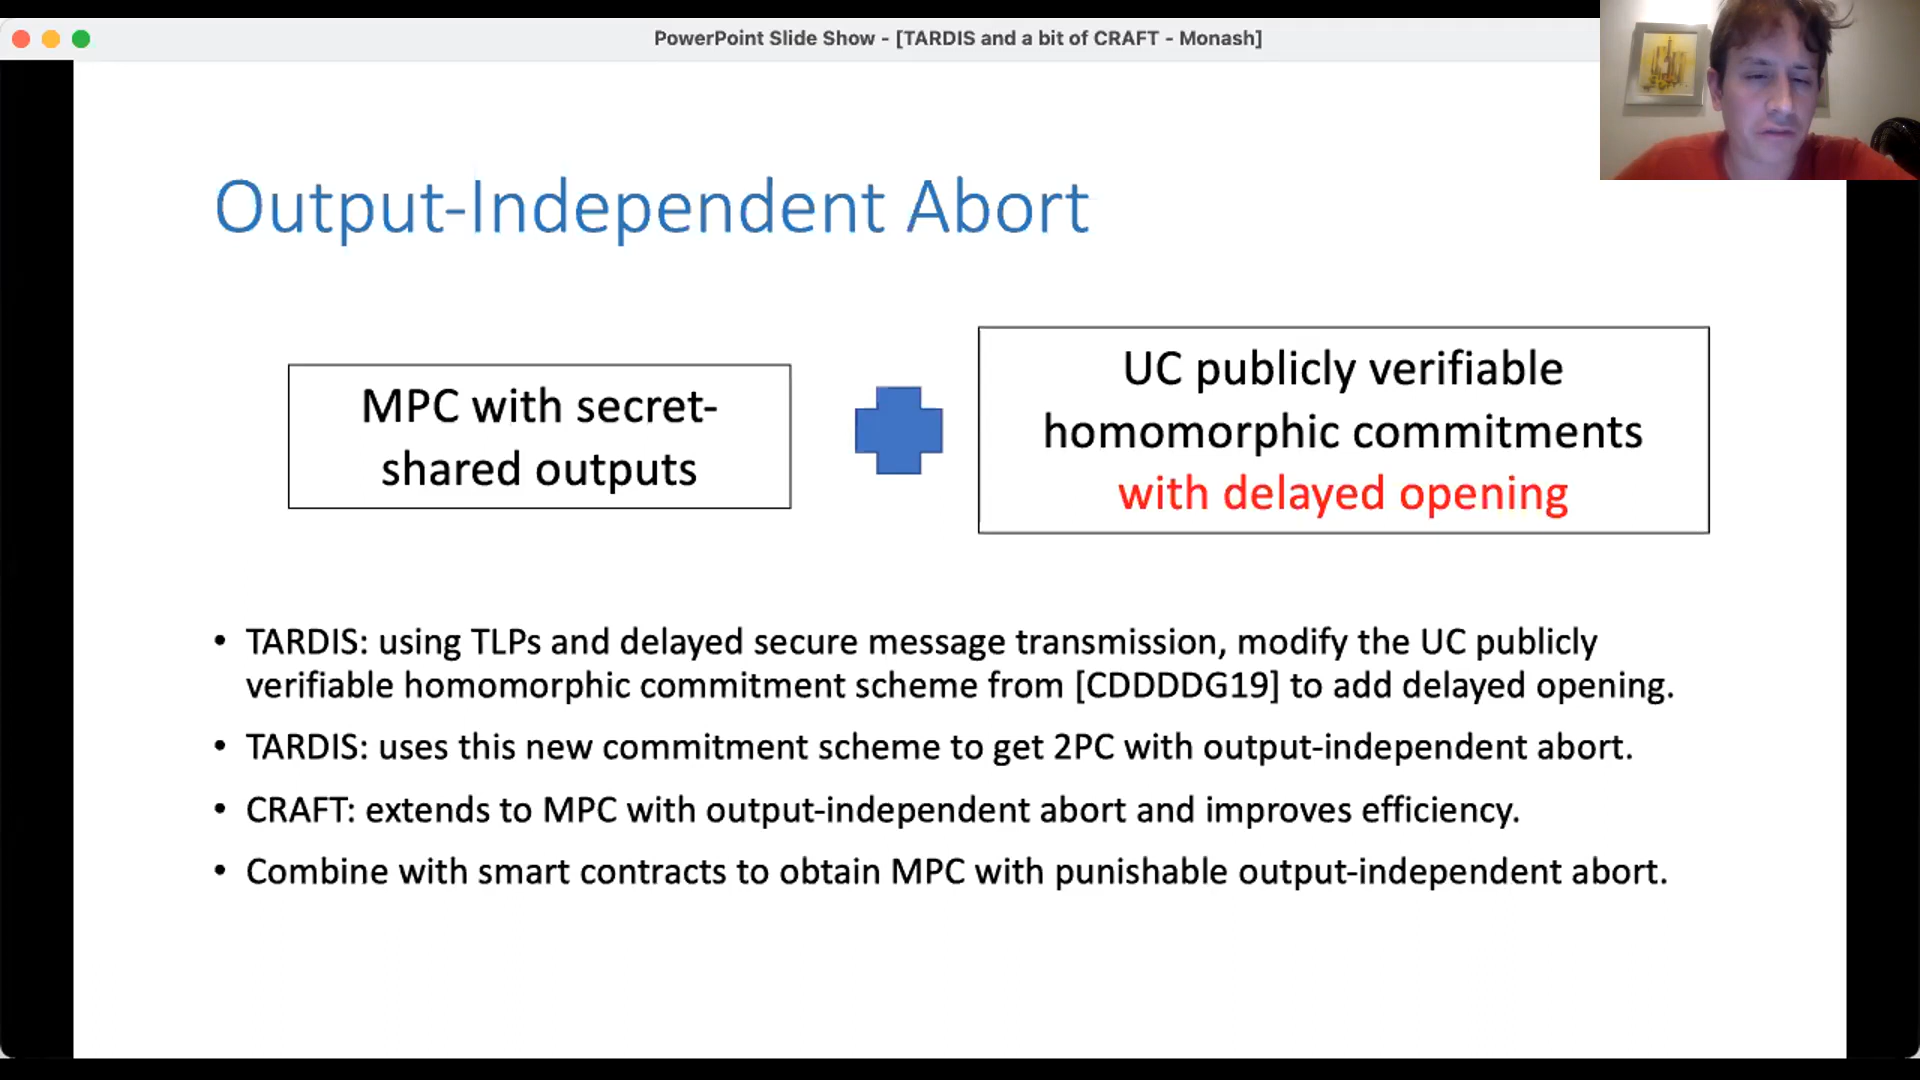 PowerPoint Slide Show - [TARDIS and a bit of CRAFT - Monash]
Output-Independent Abort
MPC with secret-
shared outputs
UC publicly verifiable
homomorphic commitments
with delayed opening
• TARDIS: using TLPs and delayed secure message transmission, modify the UC publicly
verifiable homomorphic commitment scheme from [CDDDDG19] to add delayed opening.
• TARDIS: uses this new commitment scheme to get 2PC with output-independent abort.
• CRAFT: extends to MPC with output-independent abort and improves efficiency.
• Combine with smart contracts to obtain MPC with punishable output-independent abort.